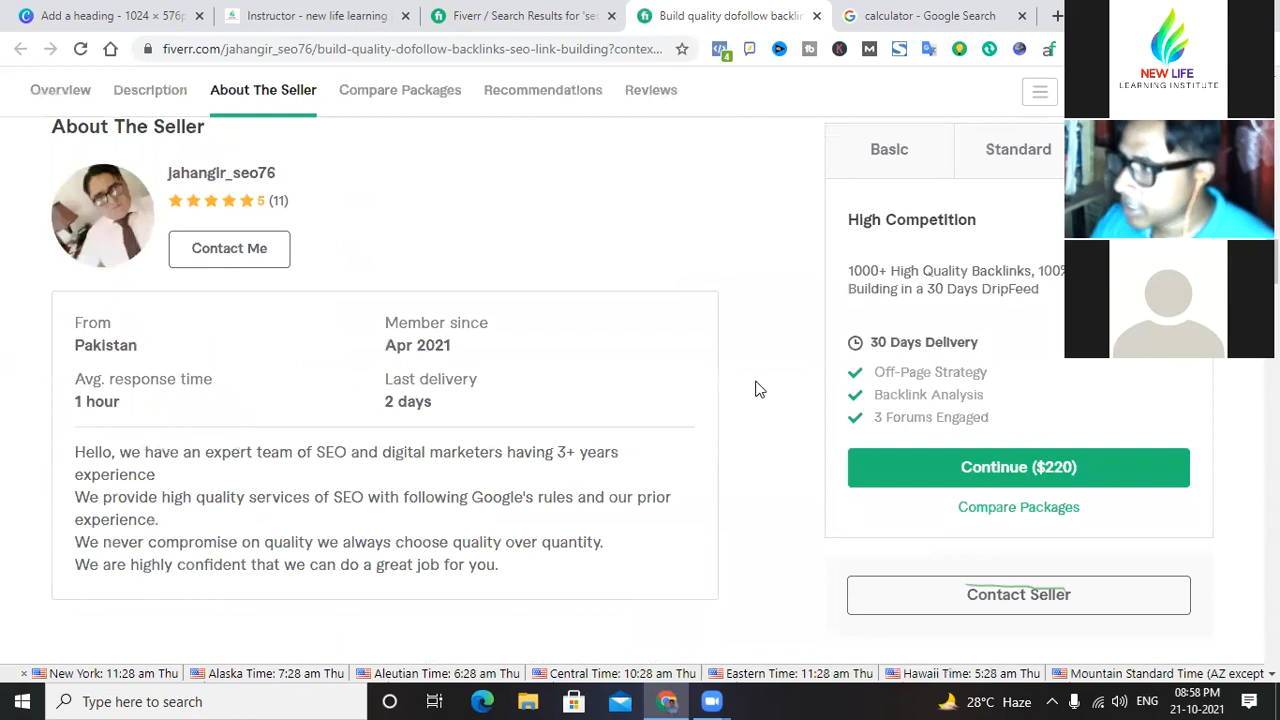 Add a heading - 1024 × 576p
Instructor - new life learning
Fiverr / Search Results for 'se
Build quality dofollow backlin
calculator - Google Search
fiverr.com/jahangir_seo76/build-quality-dofollow-backlinks-seo-link-building?contex...
4
Overview
Description
About The Seller
Compare Packages
Recommendations
Reviews
NEW LIFE
LEARNING INSTITUTE
About The Seller
jahangir_seo76
5 (11)
Contact Me
From
Pakistan
Member since
Apr 2021
Avg. response time
1 hour
Last delivery
2 days
Hello, we have an expert team of SEO and digital marketers having 3+ years
experience
We provide high quality services of SEO with following Google's rules and our prior
experience.
We never compromise on quality we always choose quality over quantity.
We are highly confident that we can do a great job for you.
Basic
Standard
High Competition
1000+ High Quality Backlinks, 100%
Building in a 30 Days DripFeed
30 Days Delivery
Off-Page Strategy
Backlink Analysis
3 Forums Engaged
Continue ($220)
Compare Packages
Contact Seller
New York: 11:28 am Thu
Alaska Time: 7:28 am Thu
Aleutian Time: 6:28 am Thu
Central Time: 10:28 am Thu
Eastern Time: 11:28 am Thu
Hawaii Time: 5:28 am Thu
Mountain Standard Time (AZ except
Type here to search
28°C Haze
ENG
08:58 PM
21-10-2021